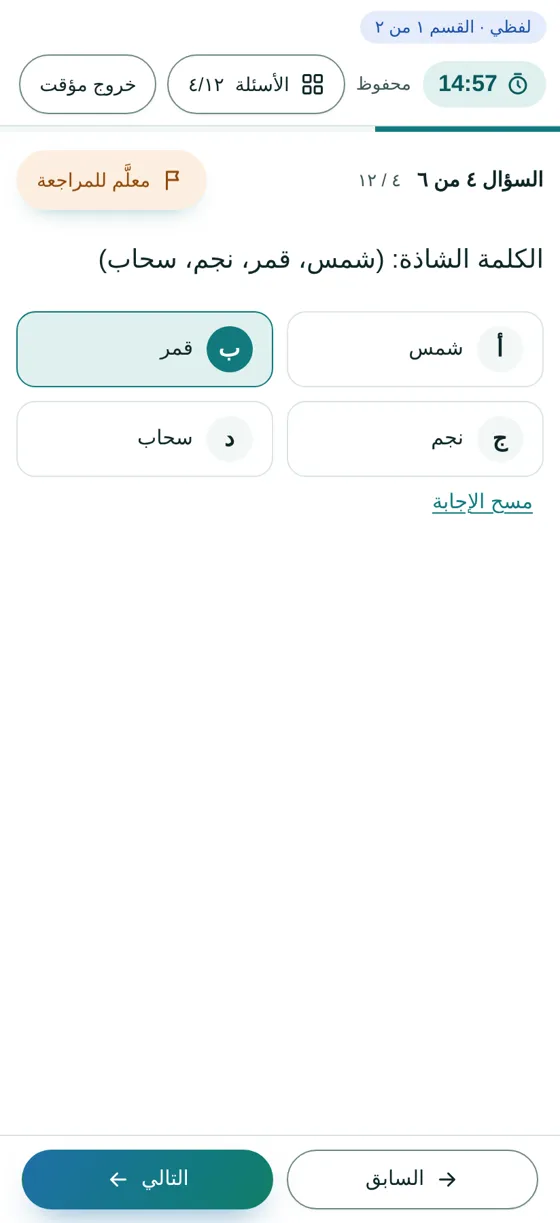 لفظي · القسم ١ من ٢
14:57
محفوظ
الأسئلة ٤/١٢
خروج مؤقت
السؤال ٤ من ٦
٤ / ١٢
معلَّم للمراجعة
الكلمة الشاذة: (شمس، قمر، نجم، سحاب)
أ شمس
ب قمر
ج نجم
د سحاب
مسح الإجابة
السابق
التالي